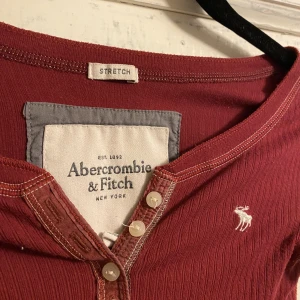 STRETCH
EST. 1892
Abercrombie
& Fitch
NEW YORK